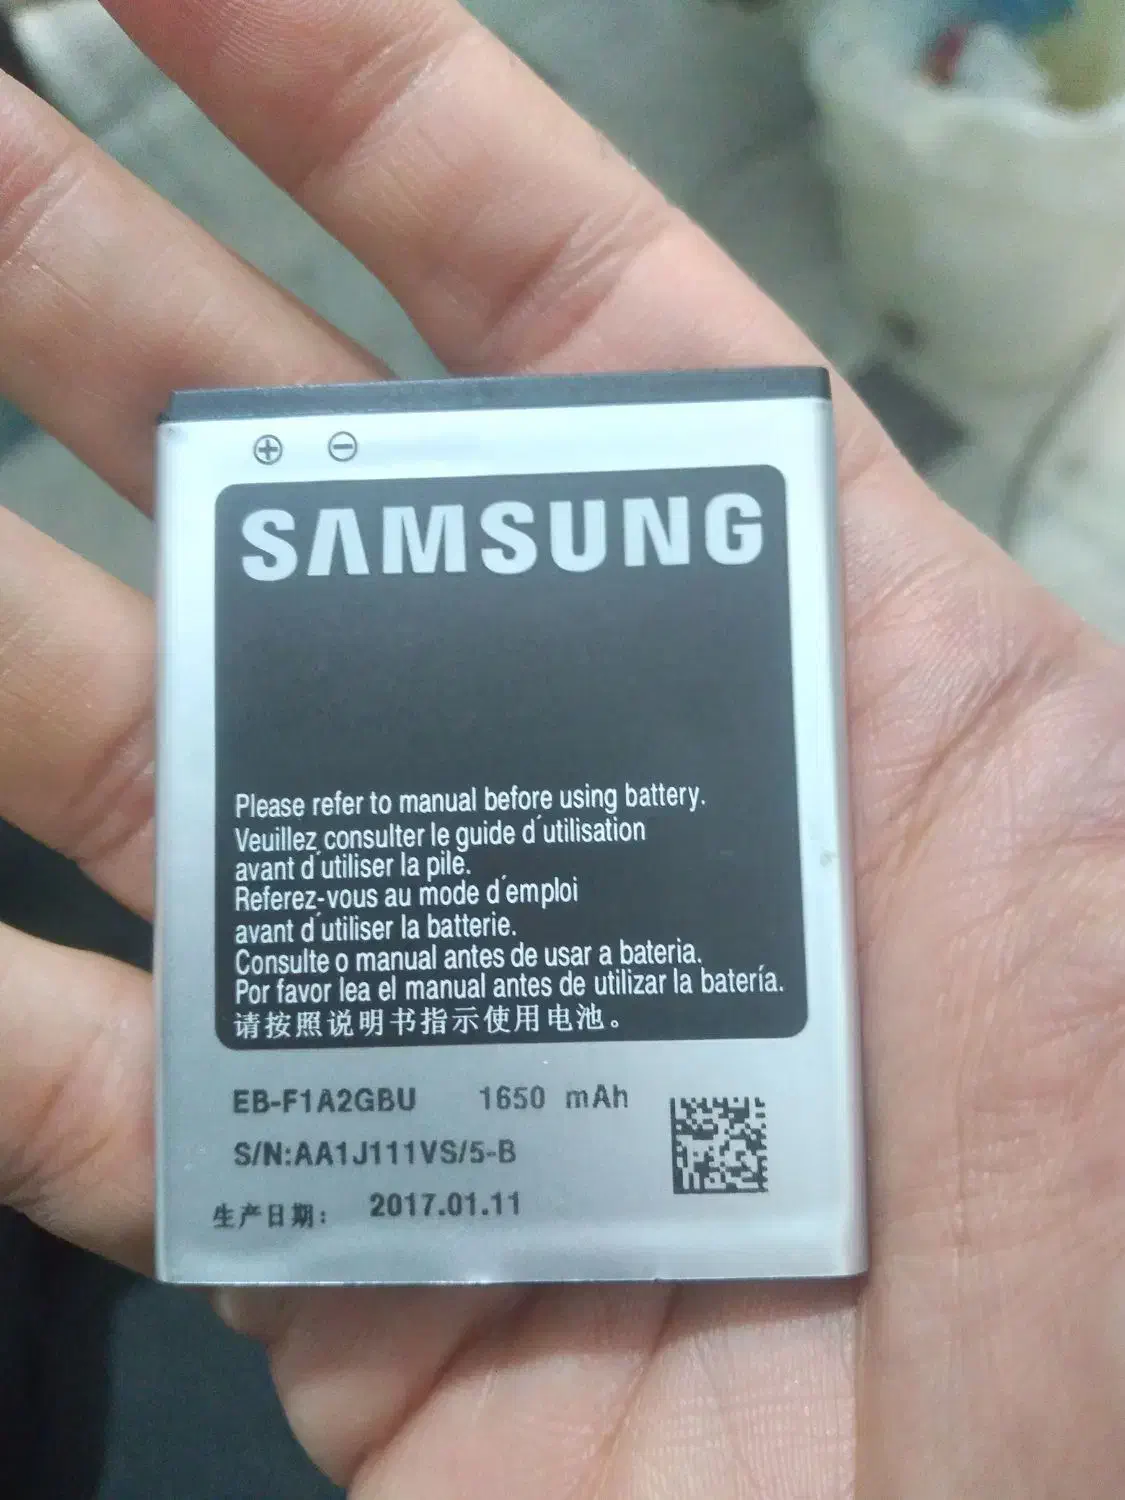 SAMSUNG
Please refer to manual before using battery.
Veuillez consulter le guide d´utilisation
avant d´utiliser la pile.
Referez-vous au mode d´emploi
avant d´utiliser la batterie.
Consulte o manual antes de usar a bateria.
Por favor lea el manual antes de utilizar la batería.
请按照说明书指示使用电池。
EB-F1A2GBU 1650 mAh
S/N:AA1J111VS/5-B
生产日期: 2017.01.11